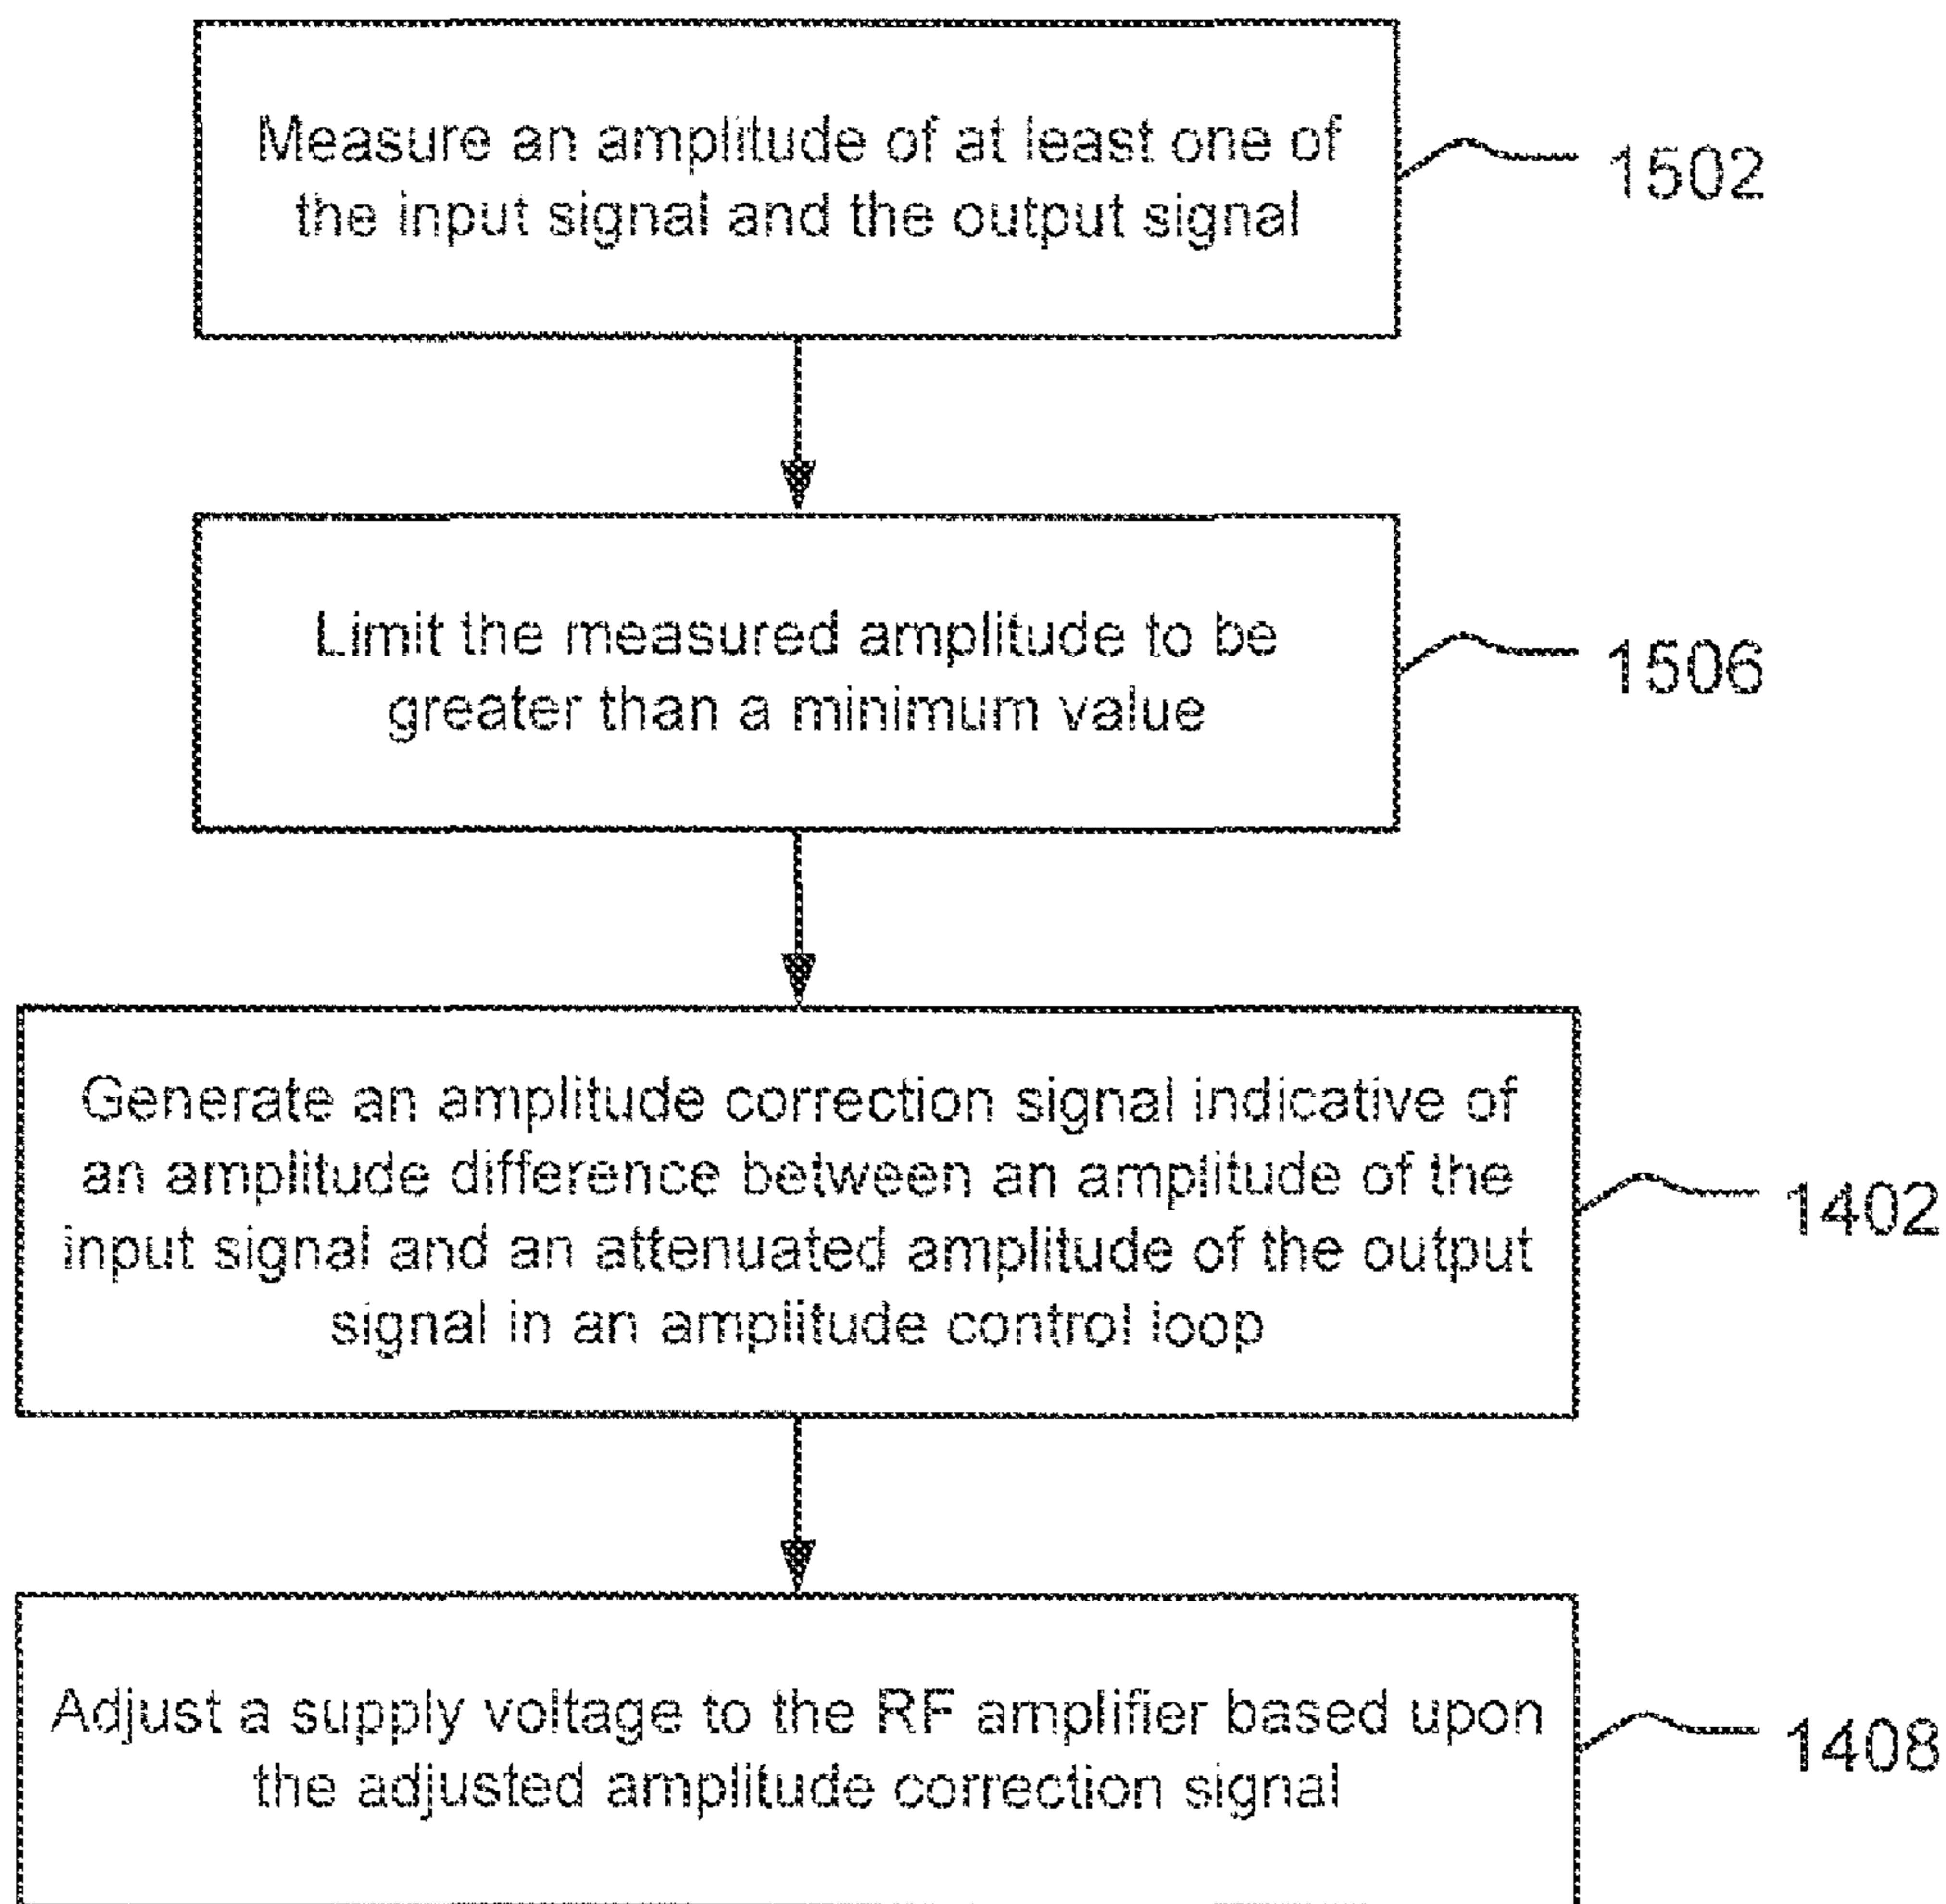 Measure an amplitude of at least one of
the input signal and the output signal
1502
Limit the measured amplitude to be
greater than a minimum value
1506
Generate an amplitude correction signal indicative of
an amplitude difference between an amplitude of the
input signal and an attenuated amplitude of the output
signal in an amplitude control loop
1402
Adjust a supply voltage to the RF amplifier based upon
the adjusted amplitude correction signal
1408